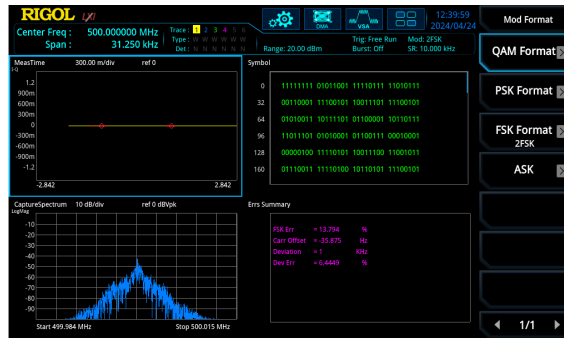 RIGOL LXI
Center Freq : 500.000000 MHz
Span : 31.250 kHz
Trace : 1 2 3 4 5 6
Type : W W W W W W
Det : N N N N N N
DMA
VSA
12:39:59
2024/04/24
Range: 20.00 dBm
Trig: Free Run Mod: 2FSK
Burst: Off SR: 10.000 kHz
MeasTime 300.00 m/div ref 0
I-Q
1.2
900m
600m
300m
0
-300m
-600m
-900m
-1.2
-2.842 2.842
Symbol
0 11111111 01011001 11110111 11010111
32 00110001 11100101 10011101 11100101
64 01010011 10111101 01100001 10110111
96 11011101 01010001 01100111 00010001
128 00000100 11110101 10011100 11001011
160 01110011 11110100 10110101 11100101
CaptureSpectrum 10 dB/div ref 0 dBVpk
LogMag
-10
-20
-30
-40
-50
-60
-70
-80
-90
Start 499.984 MHz Stop 500.015 MHz
Errs Summary
FSK Err = 13.794 %
Carr Offset = -35.875 Hz
Deviation = 1 KHz
Dev Err = 6.4449 %
Mod Format
QAM Format
PSK Format
FSK Format
2FSK
ASK
1/1